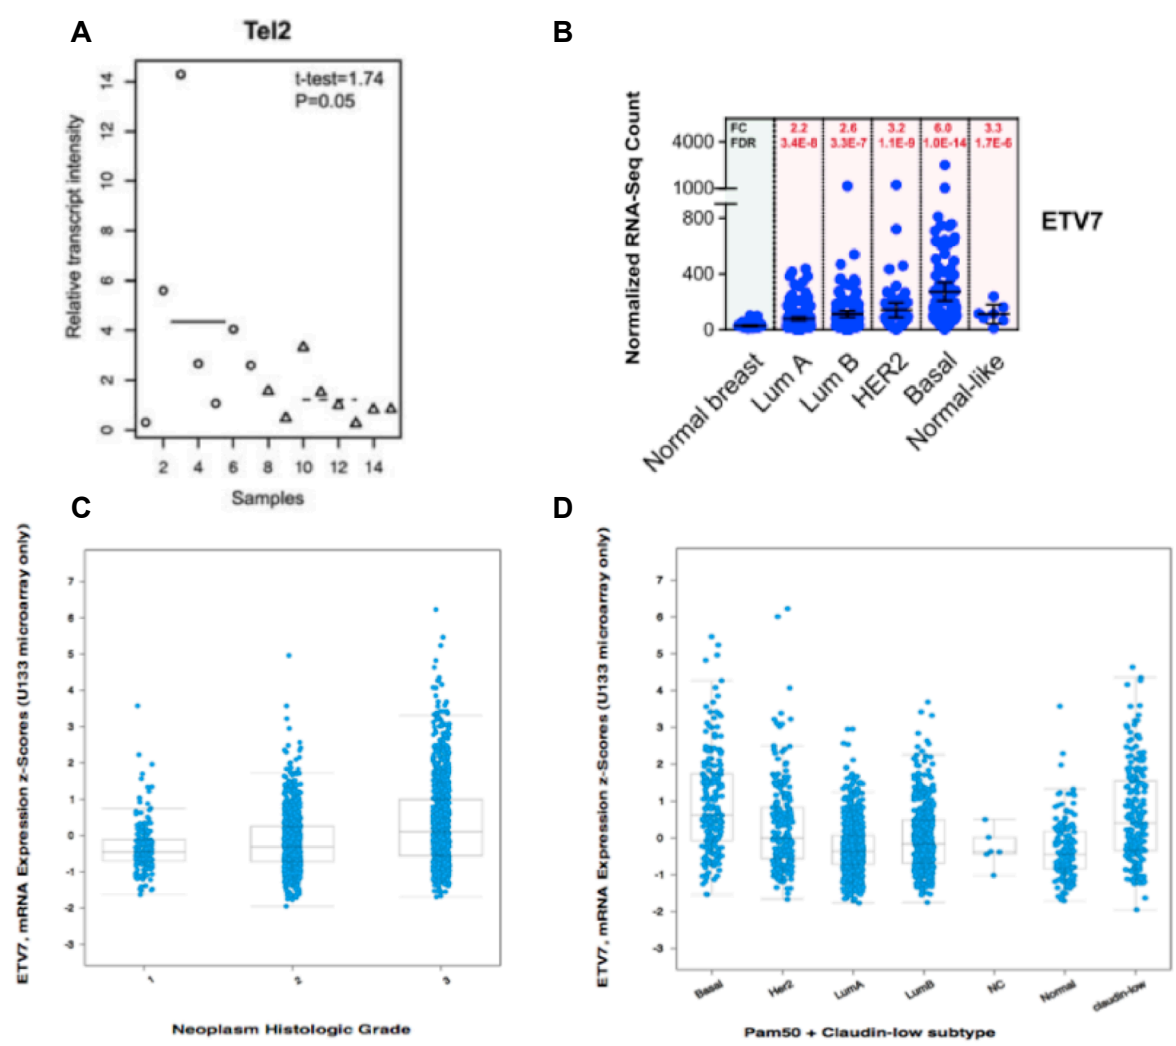 A
Tel2
t-test=1.74
P=0.05
Relative transcript intensity
14
12
10
8
6
4
2
0
2 4 6 8 10 12 14
Samples
B
Normalized RNA-Seq Count
4000
1000
800
400
0
FC 2.2 2.6 3.2 6.0 3.3
FDR 3.4E-8 3.3E-7 1.1E-9 1.0E-14 1.7E-6
ETV7
Normal breast Lum A Lum B HER2 Basal Normal-like
C
ETV7, mRNA Expression z-Scores (U133 microarray only)
7
6
5
4
3
2
1
0
-1
-2
-3
1 2 3
Neoplasm Histologic Grade
D
ETV7, mRNA Expression z-Scores (U133 microarray only)
7
6
5
4
3
2
1
0
-1
-2
-3
Basal Her2 LumA LumB NC Normal claudin-low
Pam50 + Claudin-low subtype